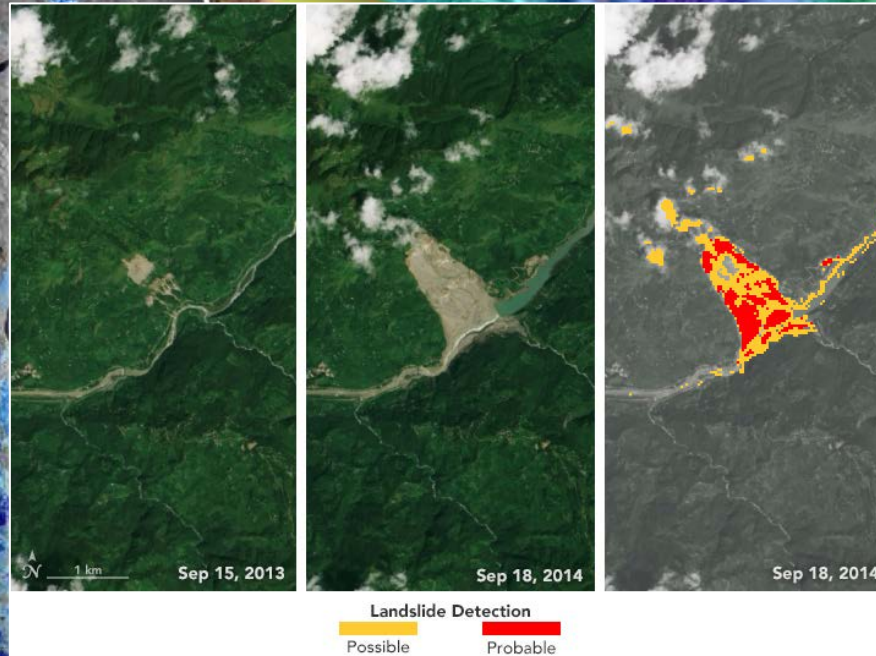 N
1 km
Sep 15, 2013
Sep 18, 2014
Sep 18, 2014
Landslide Detection
Possible
Probable